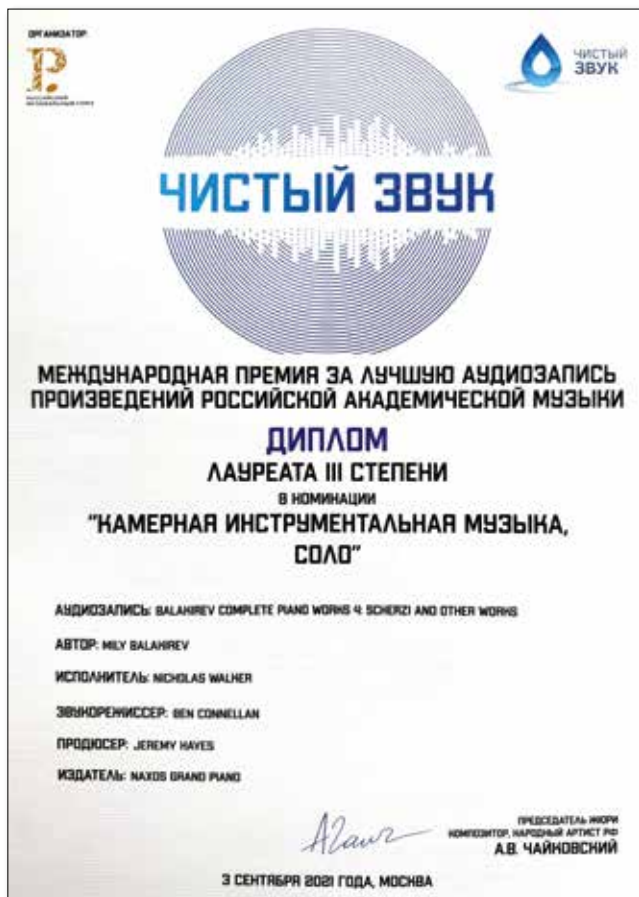 ОРГАНИЗАТОР:
Р.
РОССИЙСКИЙ
МУЗЫКАЛЬНЫЙ СОЮЗ
ЧИСТЫЙ
ЗВУК
ЧИСТЫЙ ЗВУК
МЕЖДУНАРОДНАЯ ПРЕМИЯ ЗА ЛУЧШУЮ АУДИОЗАПИСЬ
ПРОИЗВЕДЕНИЙ РОССИЙСКОЙ АКАДЕМИЧЕСКОЙ МУЗЫКИ
ДИПЛОМ
ЛАУРЕАТА III СТЕПЕНИ
В НОМИНАЦИИ
"КАМЕРНАЯ ИНСТРУМЕНТАЛЬНАЯ МУЗЫКА,
СОЛО"
АУДИОЗАПИСЬ: BALAKIREV COMPLETE PIANO WORKS 4: SCHERZI AND OTHER WORKS
АВТОР: MILY BALAKIREV
ИСПОЛНИТЕЛЬ: NICHOLAS WALKER
ЗВУКОРЕЖИССЕР: BEN CONNELLAN
ПРОДЮСЕР: JEREMY HAYES
ИЗДАТЕЛЬ: NAXOS GRAND PIANO
ПРЕДСЕДАТЕЛЬ ЖЮРИ
КОМПОЗИТОР, НАРОДНЫЙ АРТИСТ РФ
А.В. ЧАЙКОВСКИЙ
3 СЕНТЯБРЯ 2021 ГОДА, МОСКВА